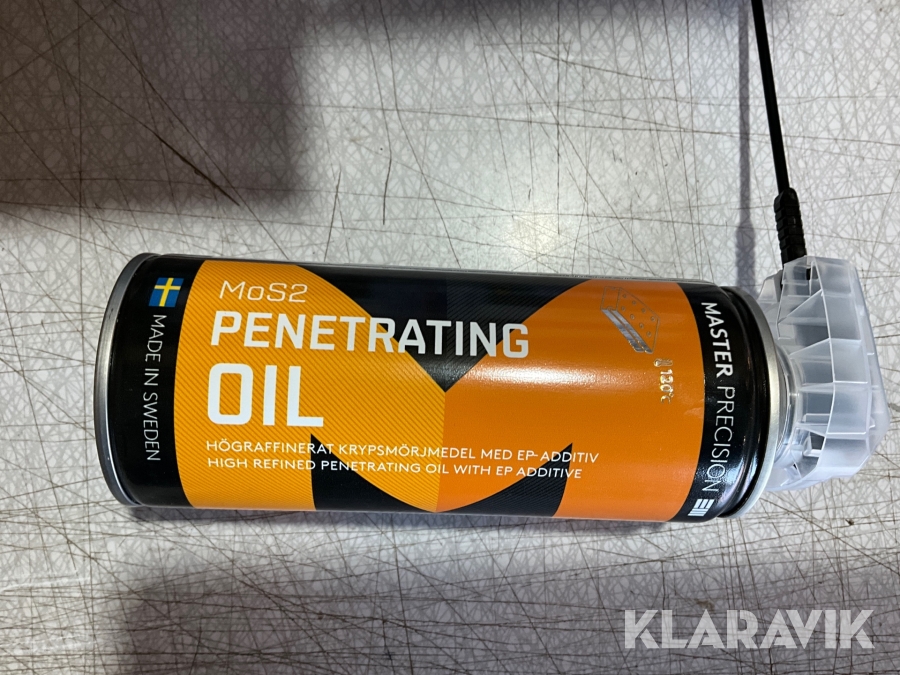 MoS2
PENETRATING
OIL
HÖGRAFFINERAT KRYPSMÖRJMEDEL MED EP-ADDITIV
HIGH REFINED PENETRATING OIL WITH EP ADDITIVE
MADE IN SWEDEN
MASTER PRECISION
KLARAVIK